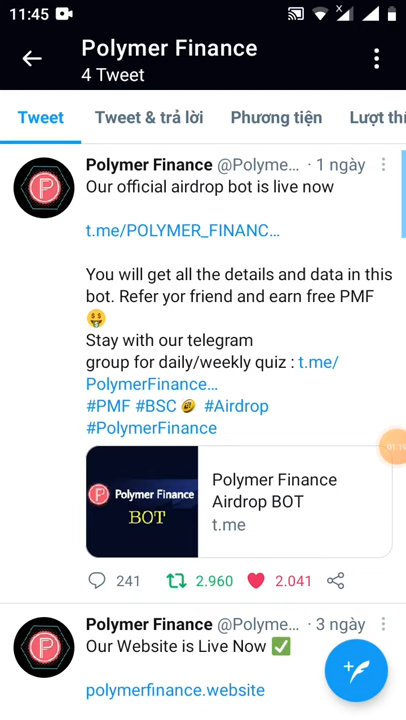 11:45
Polymer Finance
4 Tweet
Tweet
Tweet & trả lời
Phương tiện
Lượt thí
Polymer Finance @Polyme... · 1 ngày
Our official airdrop bot is live now
t.me/POLYMER_FINANC...
You will get all the details and data in this
bot. Refer yor friend and earn free PMF
🤑
Stay with our telegram
group for daily/weekly quiz : t.me/
PolymerFinance...
#PMF #BSC #Airdrop
#PolymerFinance
Polymer Finance
BOT
Polymer Finance
Airdrop BOT
t.me
241 2.960 2.041
Polymer Finance @Polyme... · 3 ngày
Our Website is Live Now ✅
polymerfinance.website